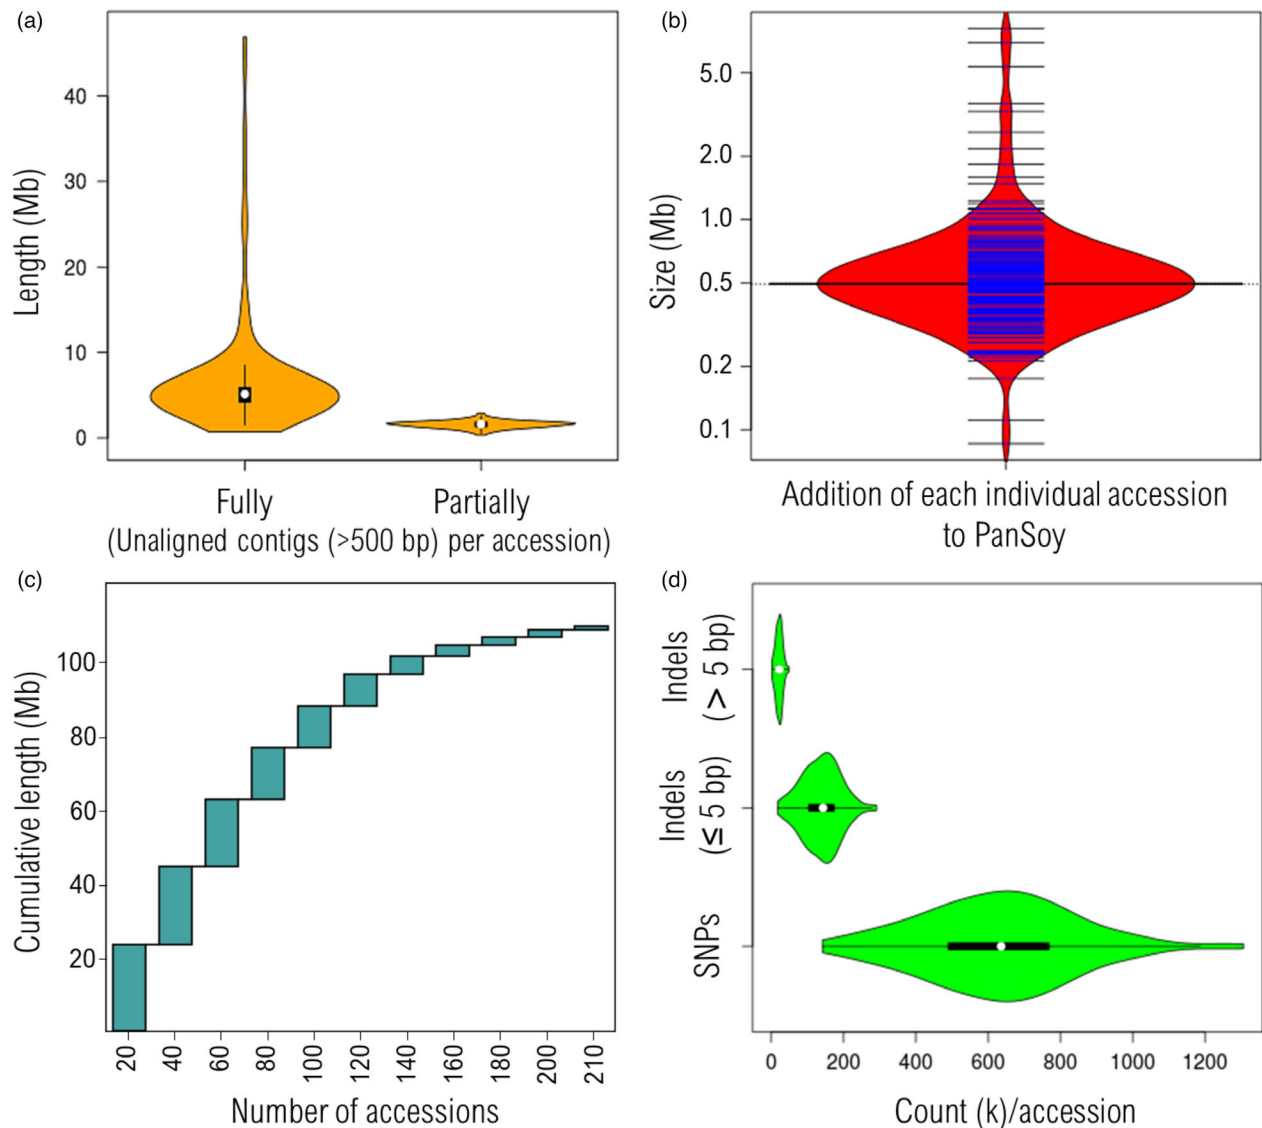 (a)
Length (Mb)
40
30
20
10
0
Fully
Partially
(Unaligned contigs (>500 bp) per accession)
(b)
Size (Mb)
5.0
2.0
1.0
0.5
0.2
0.1
Addition of each individual accession
to PanSoy
(c)
Cumulative length (Mb)
100
80
60
40
20
20 40 60 80 100 120 140 160 180 200 210
Number of accessions
(d)
Indels
(> 5 bp)
Indels
(≤ 5 bp)
SNPs
0 200 400 600 800 1000 1200
Count (k)/accession